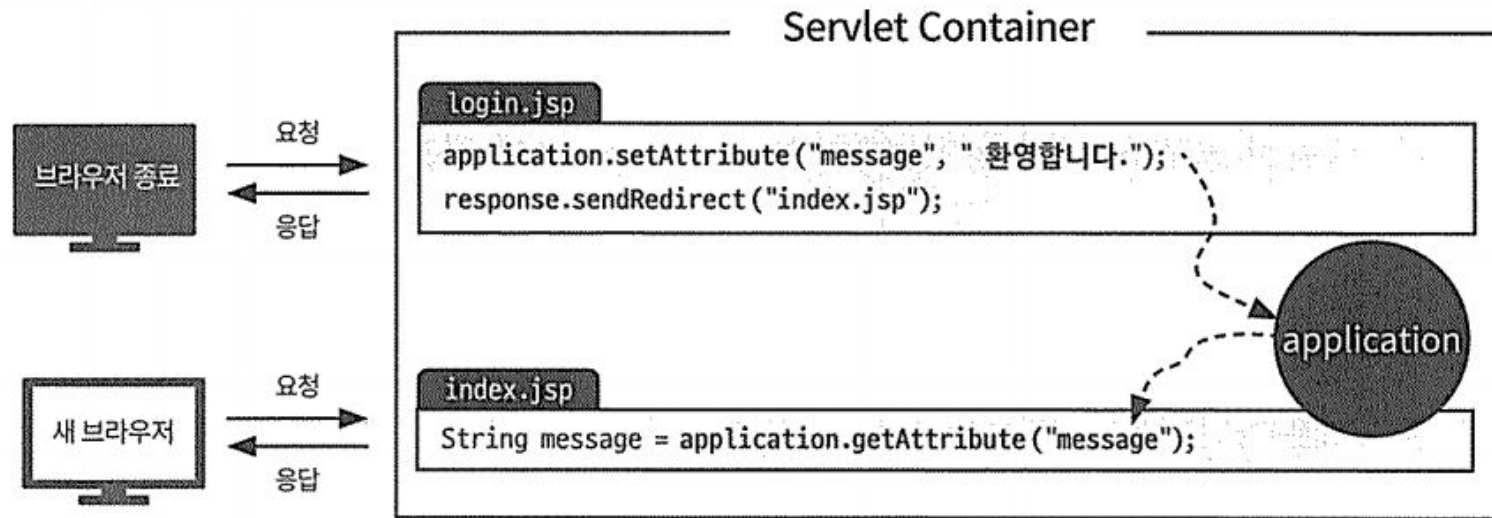 Servlet Container
login.jsp
요청
application.setAttribute("message", " 환영합니다.");
브라우저 종료
response.sendRedirect("index.jsp");
응답
application
요청
index.jsp
새 브라우저
String message = application.getAttribute("message");
응답